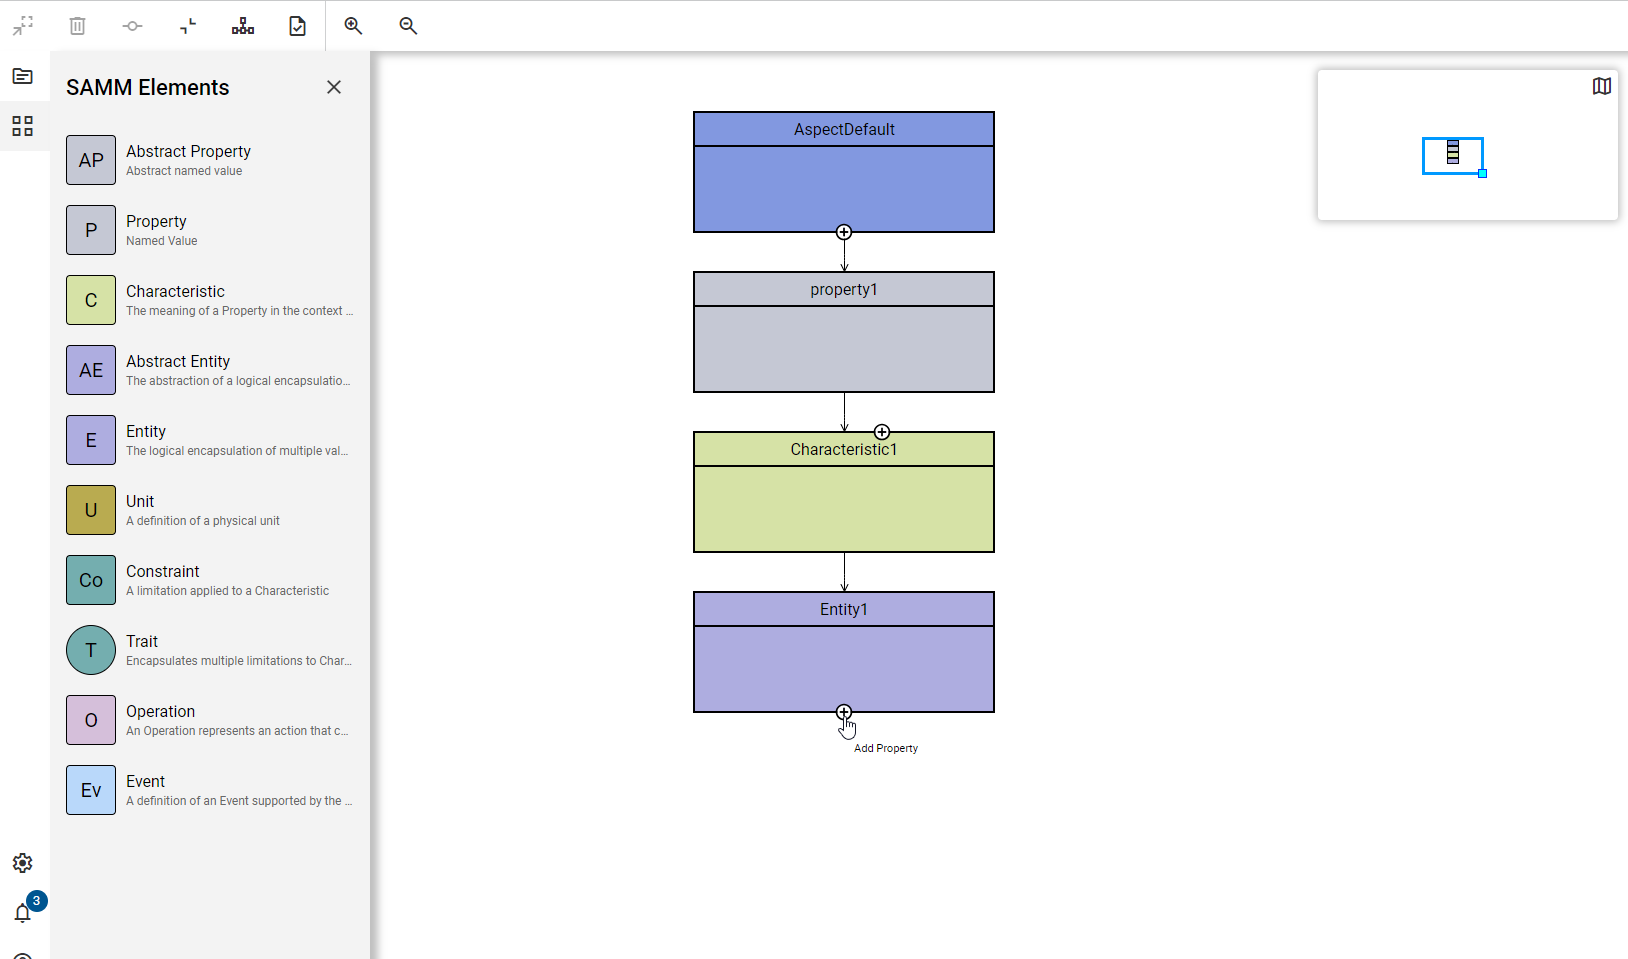 SAMM Elements
AP
Abstract Property
Abstract named value
P
Property
Named Value
C
Characteristic
The meaning of a Property in the context ...
AE
Abstract Entity
The abstraction of a logical encapsulatio...
E
Entity
The logical encapsulation of multiple val...
U
Unit
A definition of a physical unit
Co
Constraint
A limitation applied to a Characteristic
T
Trait
Encapsulates multiple limitations to Char...
O
Operation
An Operation represents an action that c...
Ev
Event
A definition of an Event supported by the ...
3
AspectDefault
property1
Characteristic1
Entity1
Add Property